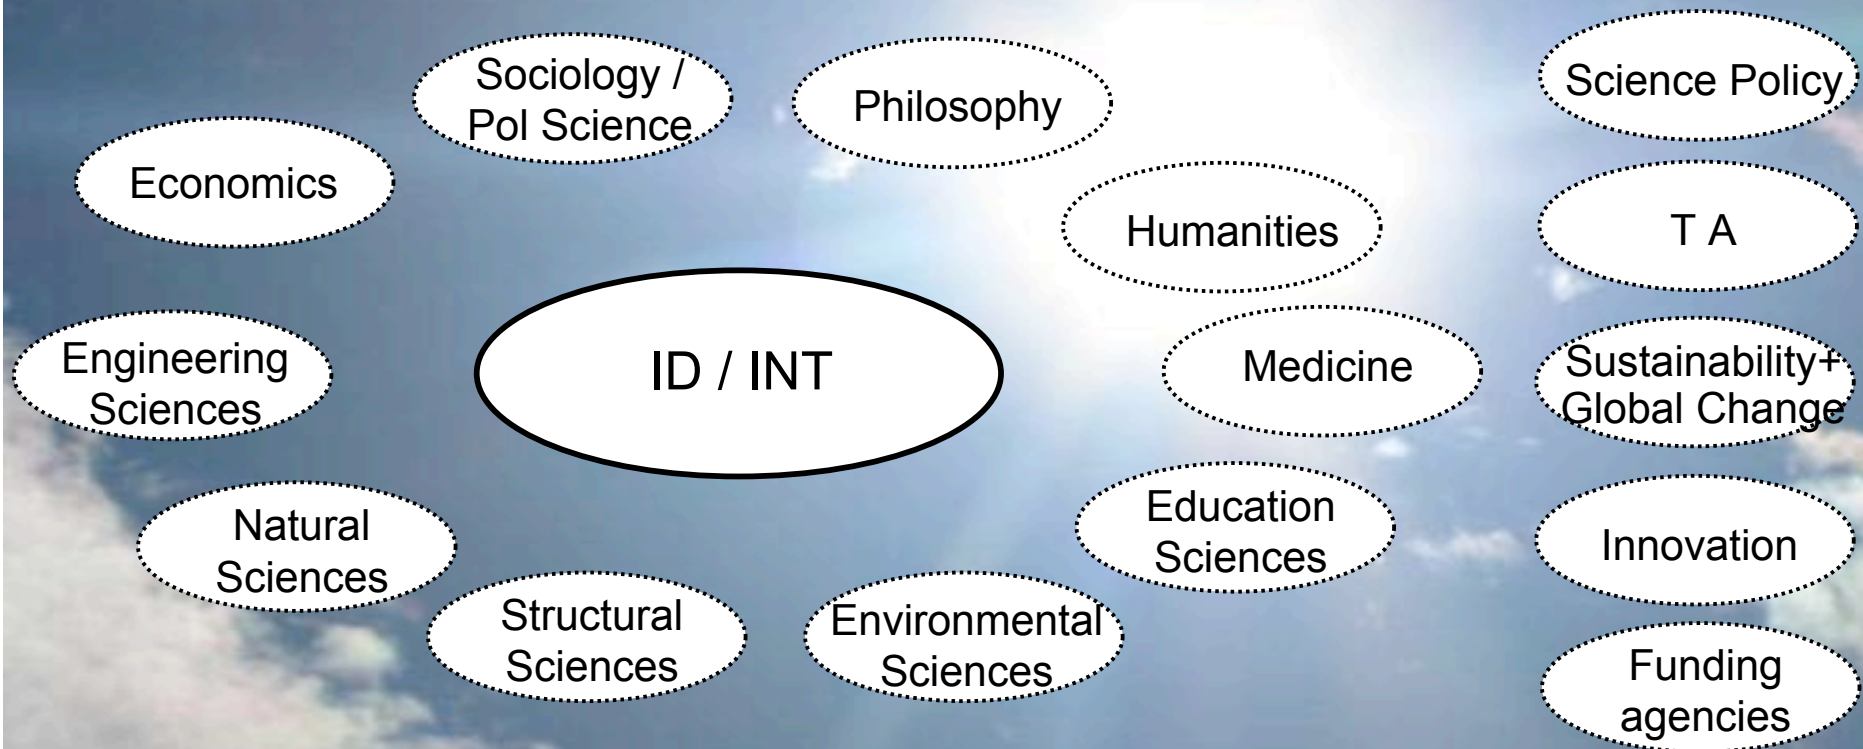 Sociology /
Pol Science
Philosophy
Science Policy
Economics
Humanities
T A
Engineering
Sciences
ID / INT
Medicine
Sustainability+
Global Change
Natural
Sciences
Education
Sciences
Innovation
Structural
Sciences
Environmental
Sciences
Funding
agencies